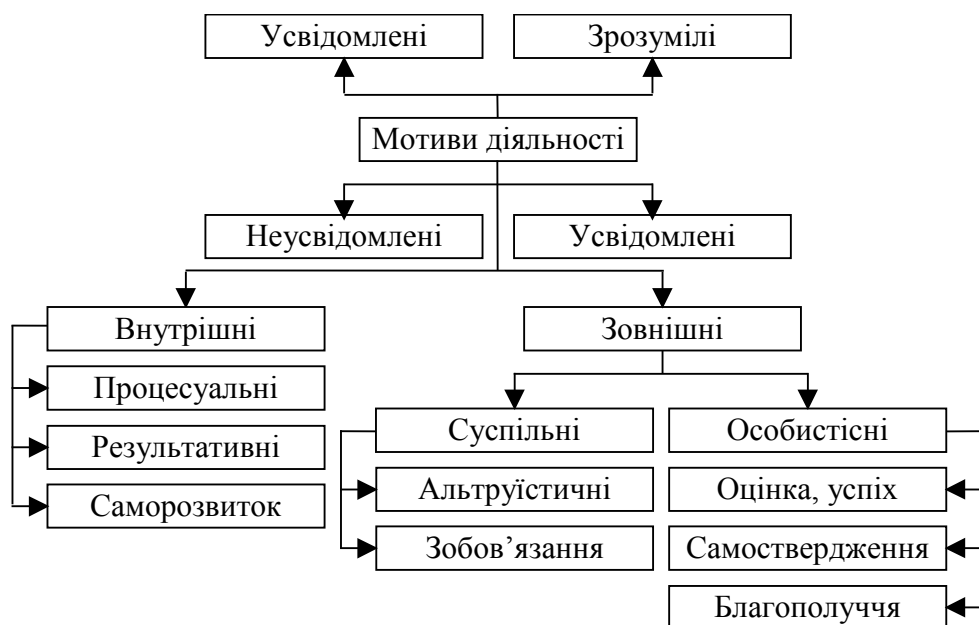 Усвідомлені
Зрозумілі
Мотиви діяльності
Неусвідомлені
Усвідомлені
Внутрішні
Зовнішні
Процесуальні
Результативні
Саморозвиток
Суспільні
Особистісні
Альтруїстичні
Оцінка, успіх
Зобов’язання
Самоствердження
Благополуччя